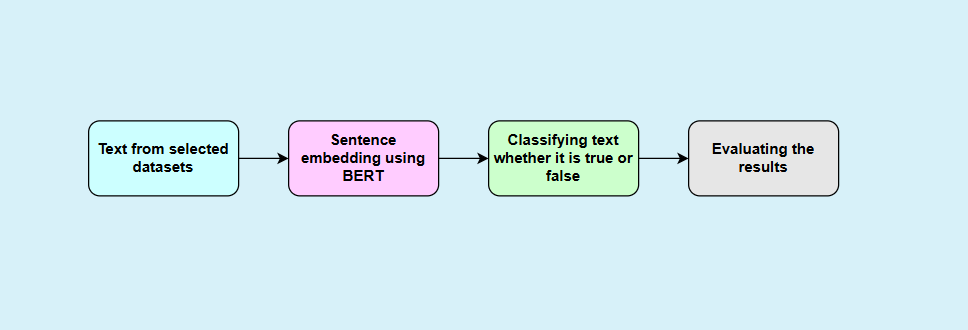 Text from selected
datasets
Sentence
embedding using
BERT
Classifying text
whether it is true or
false
Evaluating the
results